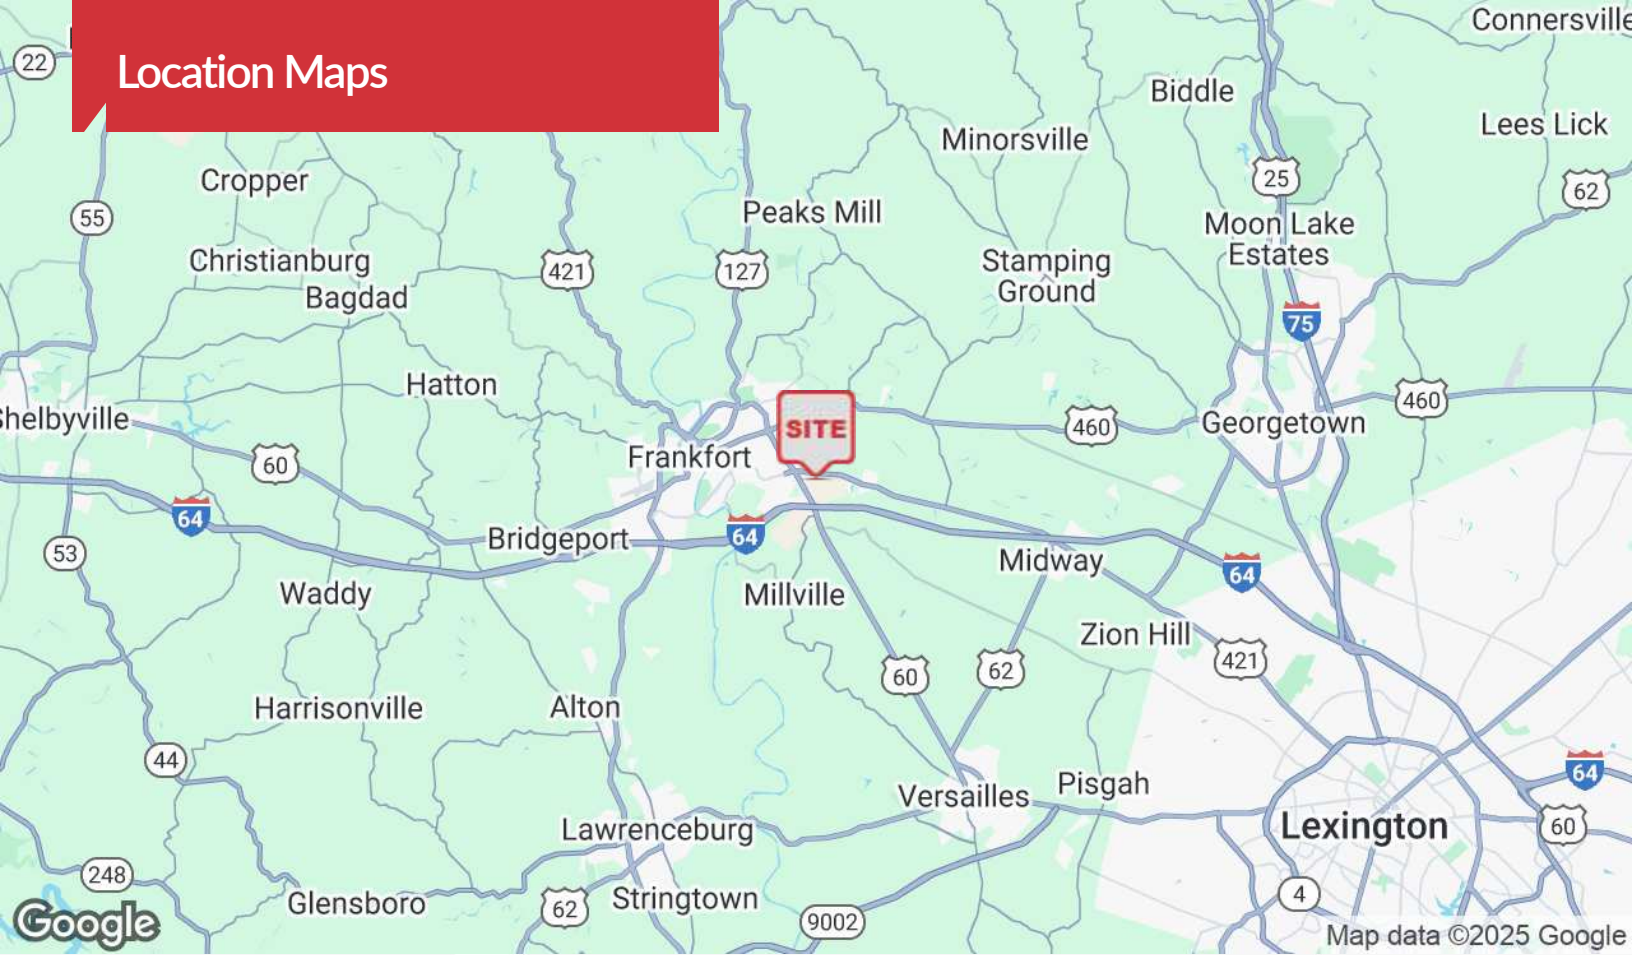 Location Maps
Connersville
22
Biddle
Lees Lick
Minorsville
Cropper
25
62
55
Peaks Mill
Moon Lake
Estates
Christianburg
421
127
Stamping
Ground
Bagdad
75
Hatton
460
Shelbyville
SITE
460
Georgetown
60
Frankfort
64
Bridgeport
64
53
Midway
64
Waddy
Millville
Zion Hill
421
60
62
Harrisonville
Alton
44
64
Versailles
Pisgah
Lawrenceburg
Lexington
60
248
4
Glensboro
62
Stringtown
9002
Google
Map data ©2025 Google